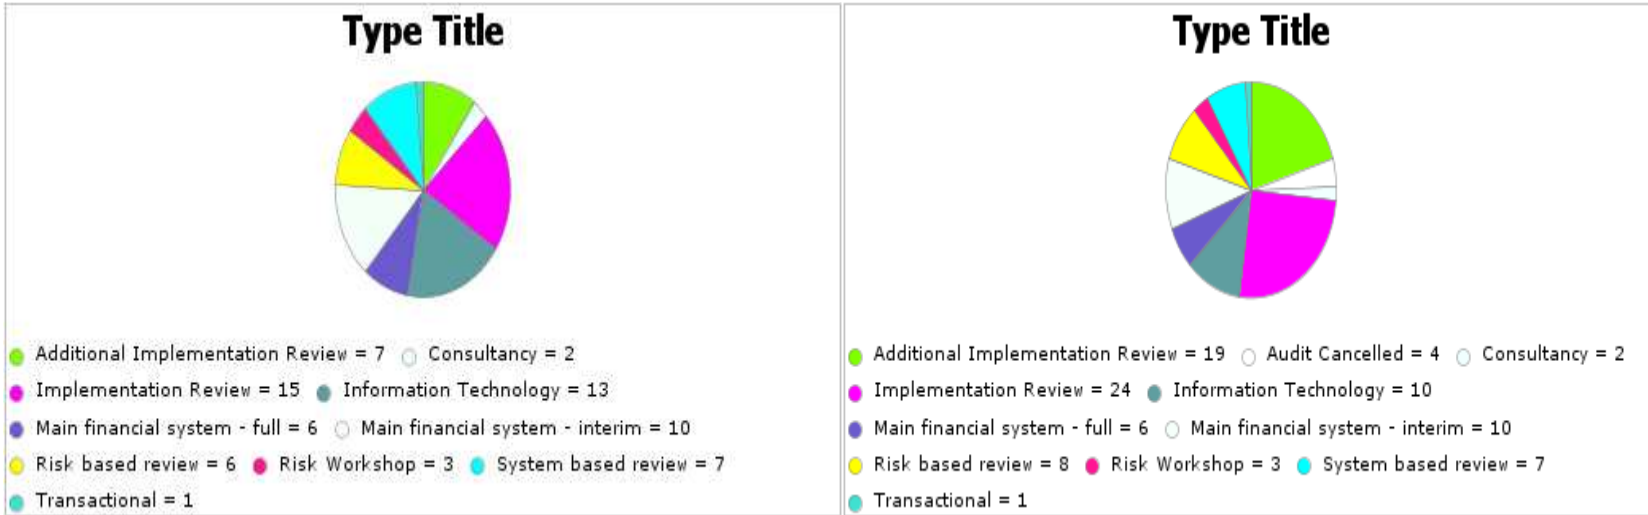 Type Title
Additional Implementation Review = 7 Consultancy = 2
Implementation Review = 15 Information Technology = 13
Main financial system - full = 6 Main financial system - interim = 10
Risk based review = 6 Risk Workshop = 3 System based review = 7
Transactional = 1
Type Title
Additional Implementation Review = 19 Audit Cancelled = 4 Consultancy = 2
Implementation Review = 24 Information Technology = 10
Main financial system - full = 6 Main financial system - interim = 10
Risk based review = 8 Risk Workshop = 3 System based review = 7
Transactional = 1